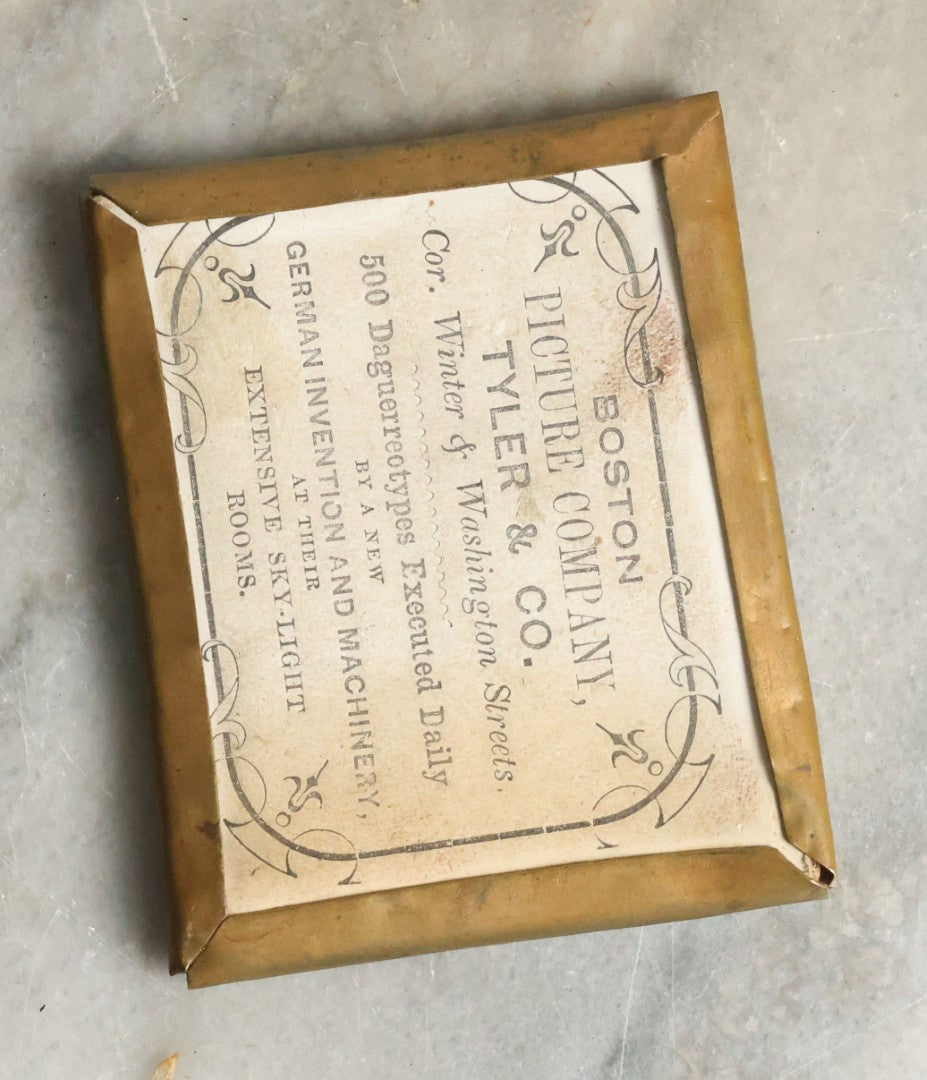 BOSTON
PICTURE COMPANY,
TYLER & CO.
Cor. Winter & Washington Streets.
500 Daguerreotypes Executed Daily
BY A NEW
GERMAN INVENTION AND MACHINERY,
AT THEIR
EXTENSIVE SKY-LIGHT
ROOMS.